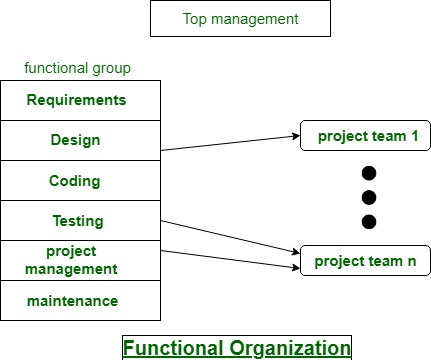 Top management
functional group
Requirements
Design
Coding
Testing
project
management
maintenance
project team 1
project team n
Functional Organization